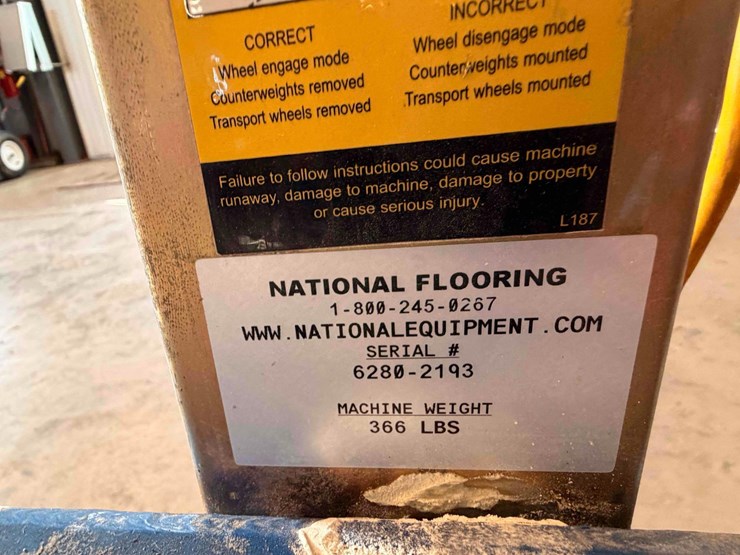 CORRECT
Wheel engage mode
Counterweights removed
Transport wheels removed
INCORRECT
Wheel disengage mode
Counterweights mounted
Transport wheels mounted
Failure to follow instructions could cause machine
runaway, damage to machine, damage to property
or cause serious injury.
L187
NATIONAL FLOORING
1-800-245-0267
WWW.NATIONALEQUIPMENT.COM
SERIAL #
6280-2193
MACHINE WEIGHT
366 LBS